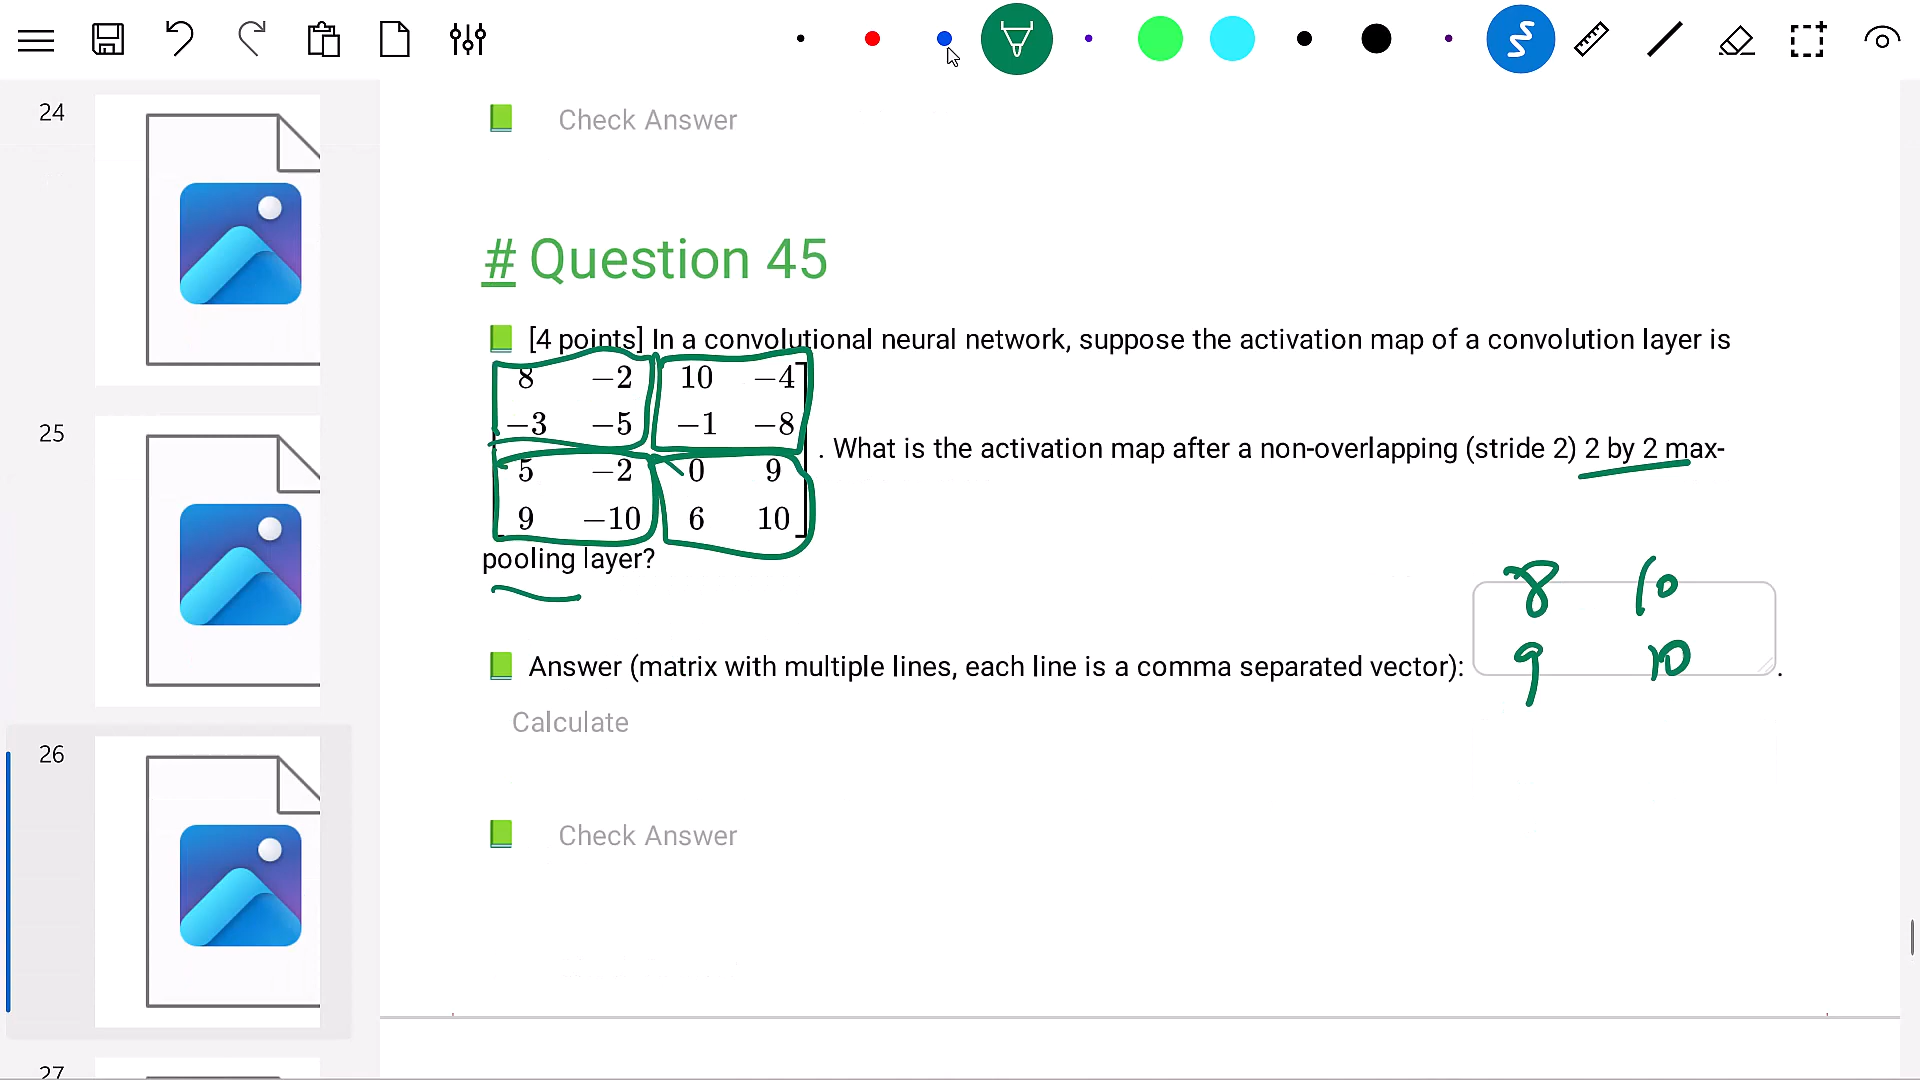 24
Check Answer
# Question 45
25
[4 points] In a convolutional neural network, suppose the activation map of a convolution layer is
8 −2 10 −4
−3 −5 −1 −8
5 −2 0 9
9 −10 6 10
. What is the activation map after a non-overlapping (stride 2) 2 by 2 max-
pooling layer?
8 10
9 10
Answer (matrix with multiple lines, each line is a comma separated vector): .
Calculate
26
Check Answer
27